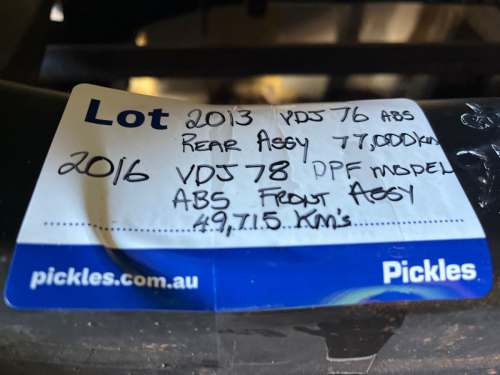 Lot 2013 VDJ 76 ABS
REAR ASSY 77,000km
2016 VDJ 78 DPF MODEL
ABS FRONT ASSY
49,715 KM's
pickles.com.au Pickles